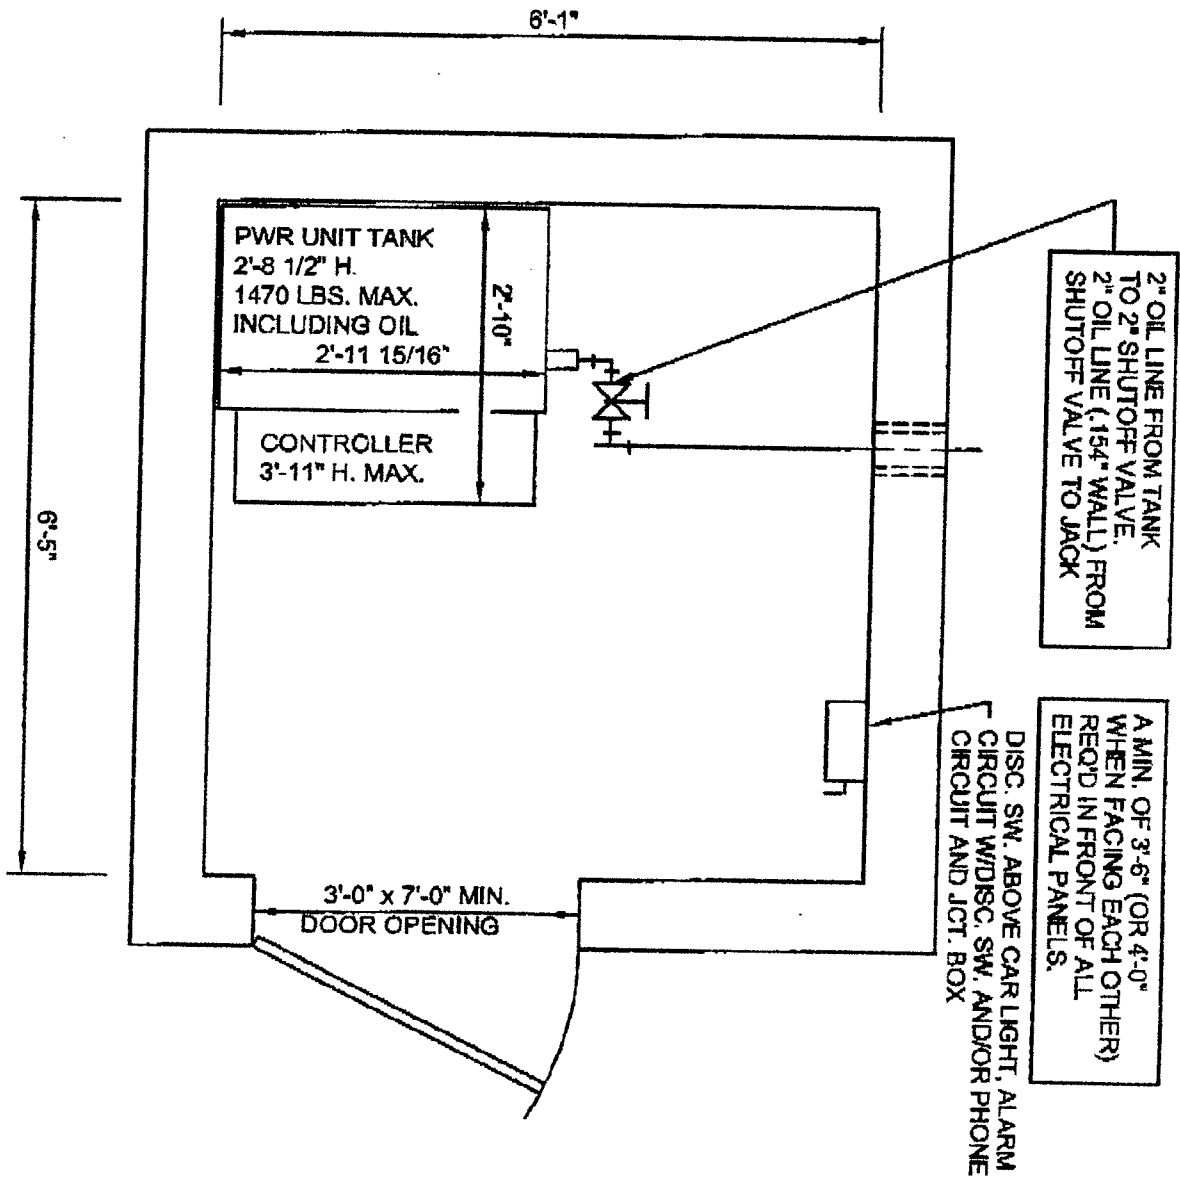 6'-1"
PWR UNIT TANK
2'-8 1/2" H.
1470 LBS. MAX.
INCLUDING OIL
2'-11 15/16"
2'-10"
CONTROLLER
3'-11" H. MAX.
6'-5"
3'-0" x 7'-0" MIN.
DOOR OPENING
2" OIL LINE FROM TANK
TO 2" SHUTOFF VALVE.
2" OIL LINE (.154" WALL) FROM
SHUTOFF VALVE TO JACK
A MIN. OF 3'-6" (OR 4'-0"
WHEN FACING EACH OTHER)
REQ'D IN FRONT OF ALL
ELECTRICAL PANELS.
DISC. SW. ABOVE CAR LIGHT, ALARM
CIRCUIT W/DISC. SW. AND/OR PHONE
CIRCUIT AND JCT. BOX